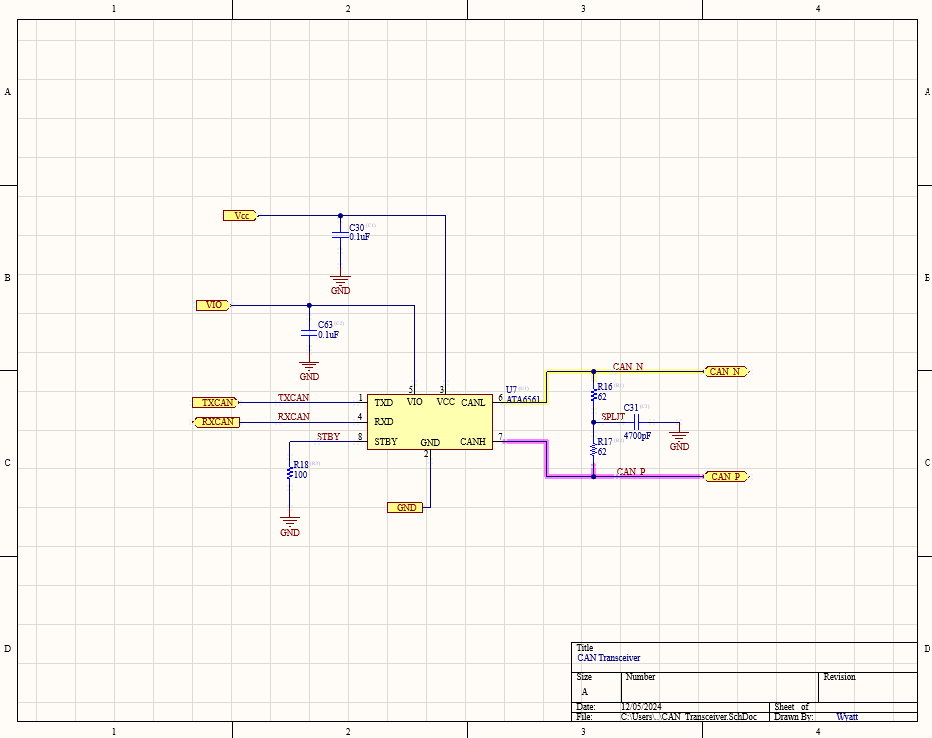 1 2 3 4
A A
Vcc
C30
0.1uF
GND
B B
VIO
C63
0.1uF
GND
CAN_N CAN_N
U7
ATA6561
R16
62
5 3
TXCAN TXCAN 1 TXD VIO VCC CANL 6
C31
RXCAN RXCAN 4 RXD
SPLIT
4700pF
GND
STBY 8 STBY GND CANH 7
R17
62
2
C C
R18
100
CAN_P CAN_P
GND
GND
D D
Title
CAN Transceiver
Size Number Revision
A
Date: 12/05/2024 Sheet of
File: C:\Users\..\CAN_Transceiver.SchDoc Drawn By: Wyatt
1 2 3 4